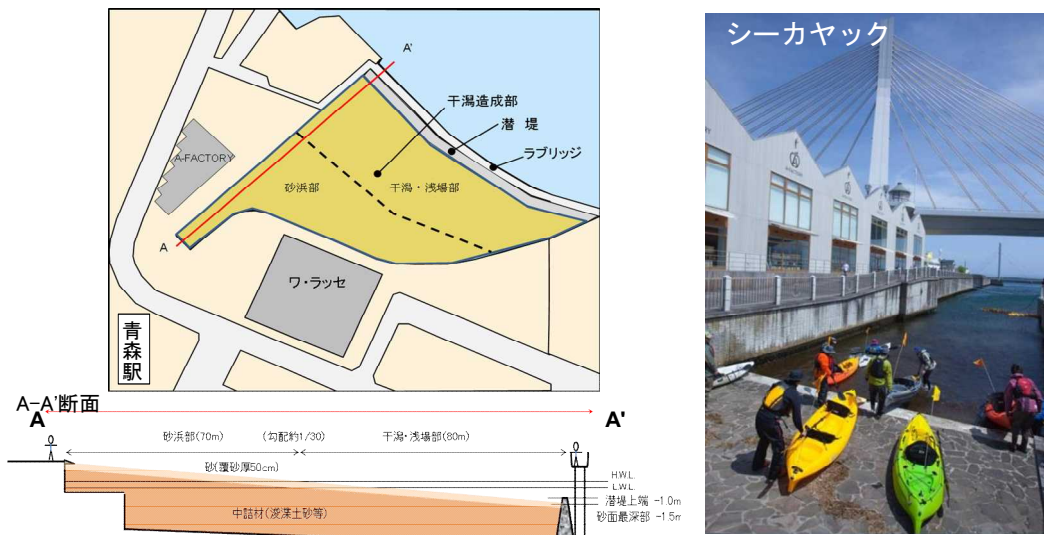 A'
干潟造成部
潜 堤
ラブリッジ
A-FACTORY
砂浜部
干潟・浅場部
A
ワ・ラッセ
青森駅
A-A'断面
A
A'
砂浜部(70m)
(勾配約1/30)
干潟・浅場部(80m)
砂(覆砂厚50cm)
H.W.L.
L.W.L.
潜堤上端 -1.0m
中詰材(浚渫土砂等)
砂面最深部 -1.5m
シーカヤック